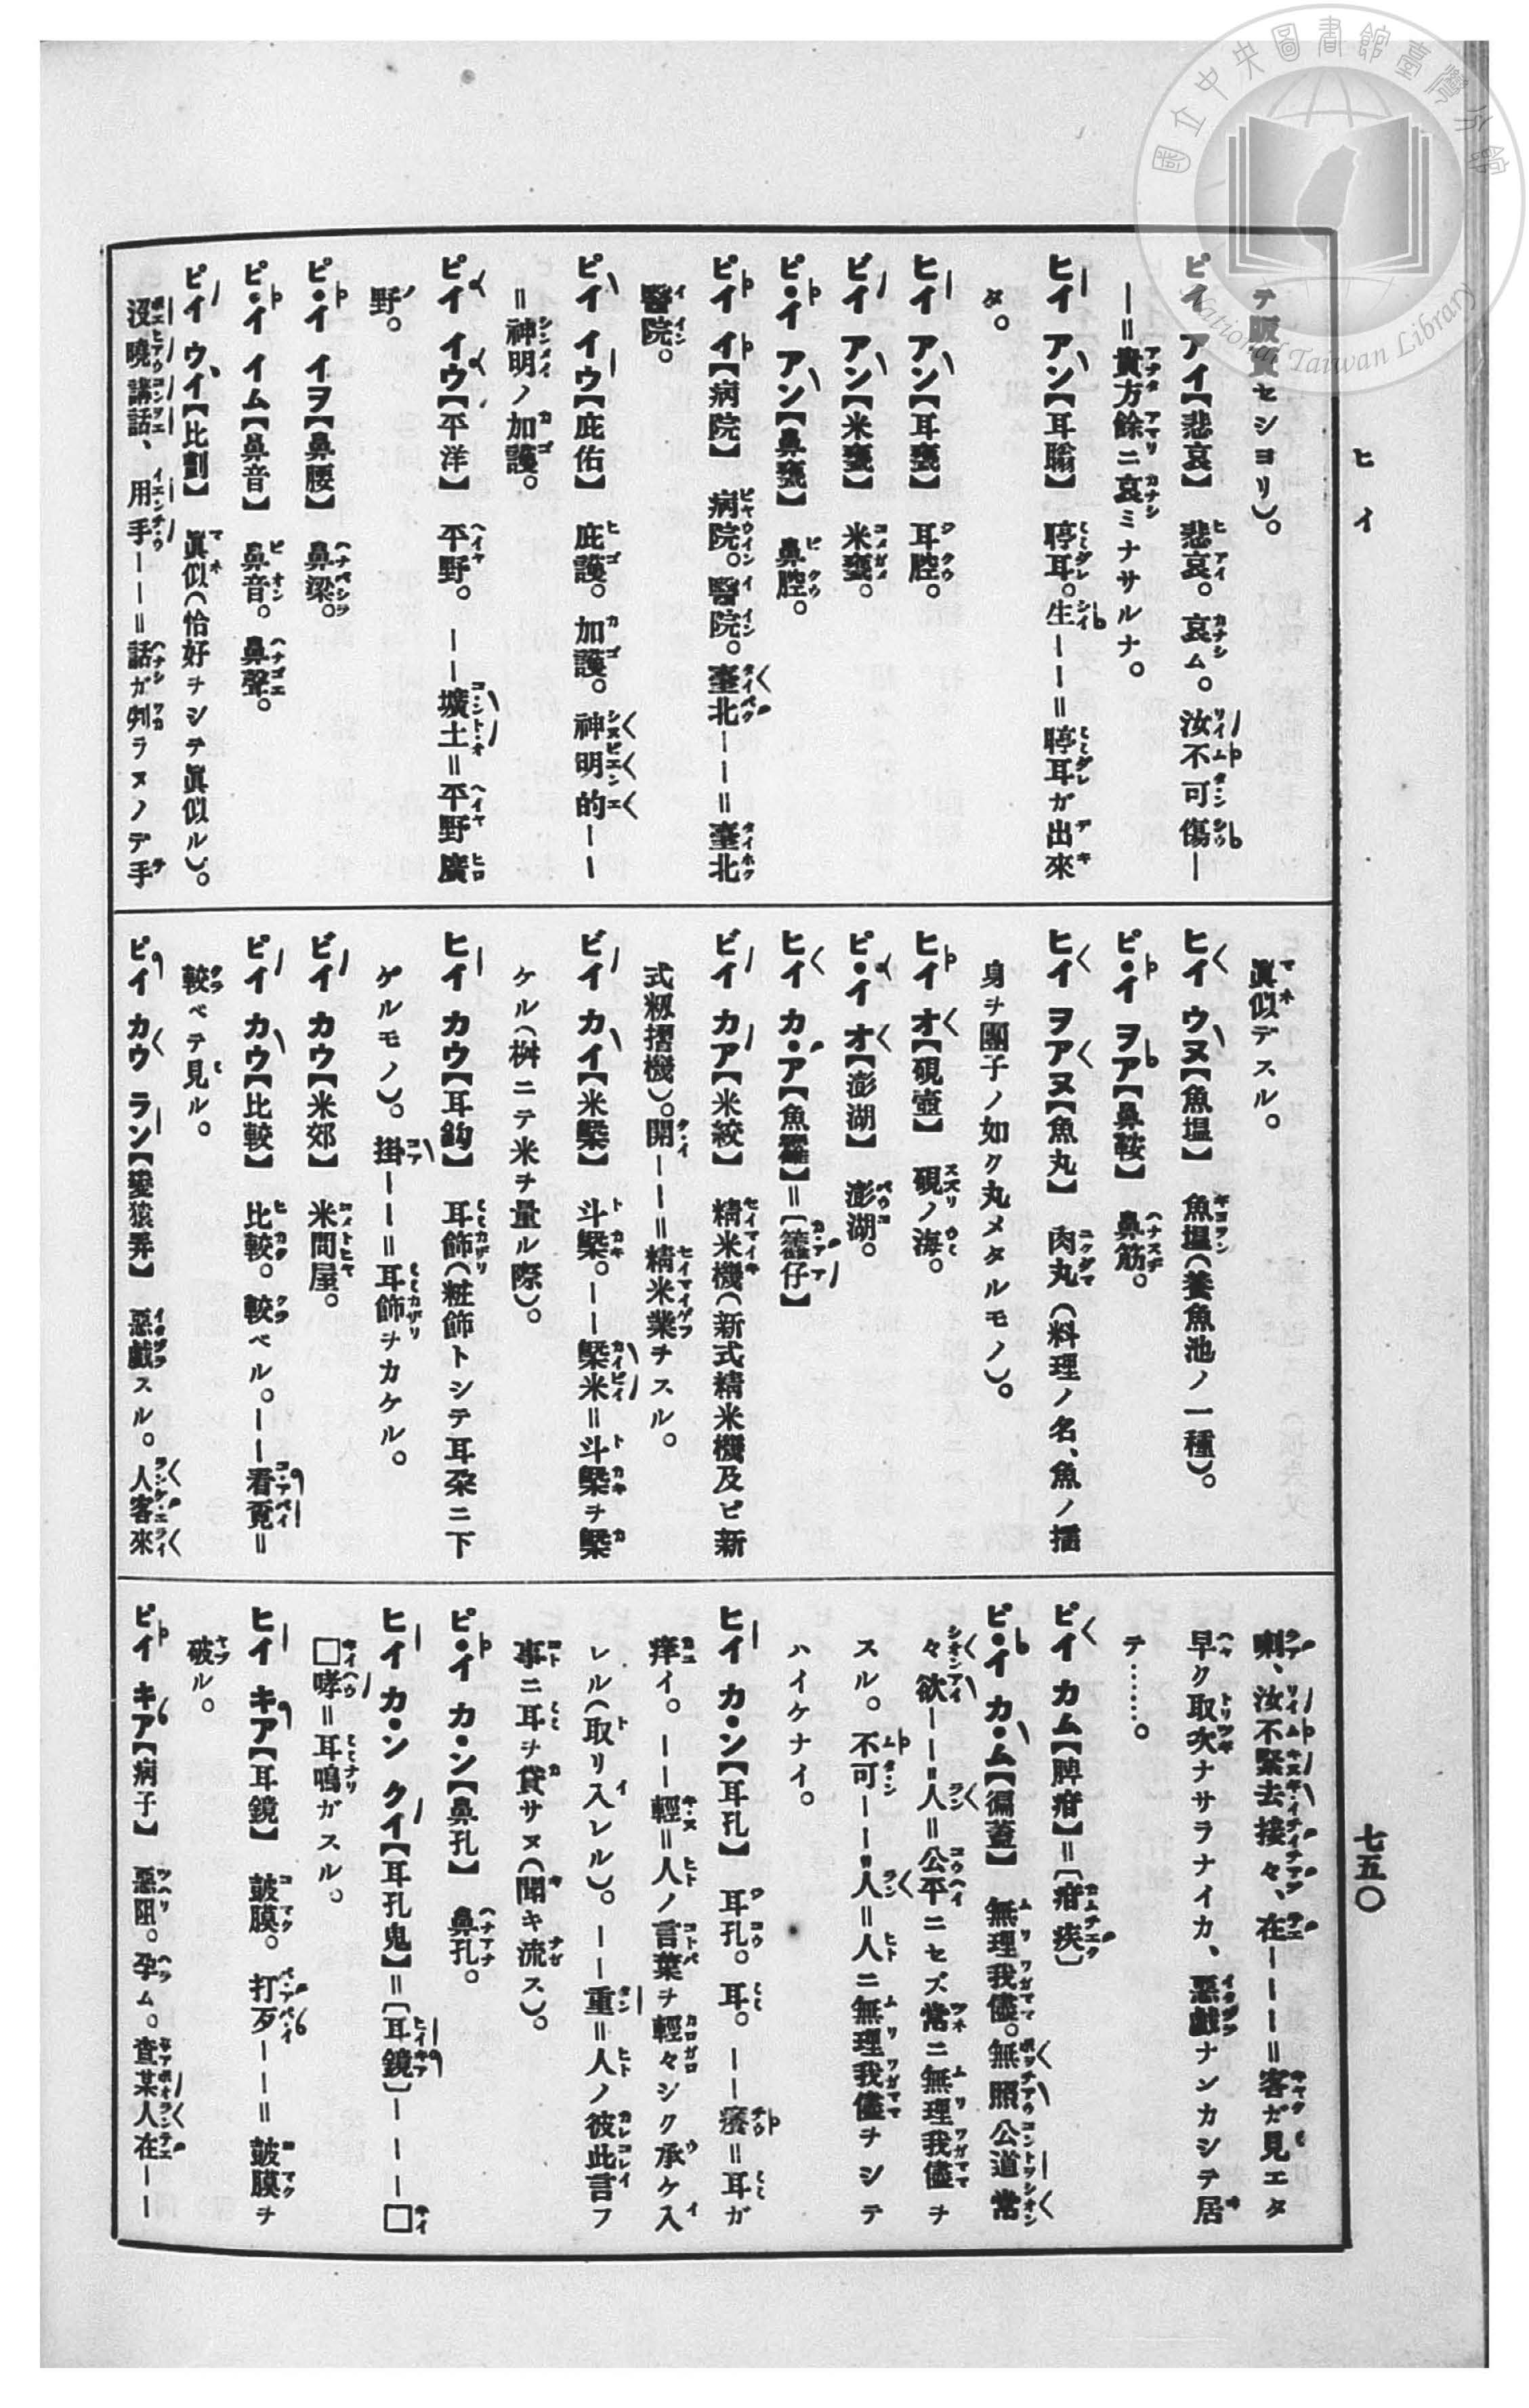 ヒイ
七五〇
テ販賣セシヨリ)。
ピイ アイ【悲哀】 悲哀。哀ム。汝不可傷―
―=貴方餘ニ哀ミナサルナ。
ヒイ アン【耳䎳】 聤耳。生――=聤耳ガ出來
タ。
ヒイ アン【耳甕】 耳腔。
ビイ アン【米甕】 米甕。
ピ・イ アン【鼻甕】 鼻腔。
ピイ イ【病院】 病院。醫院。臺北――=臺北
醫院。
ピイ イウ【庇佑】 庇護。加護。神明的――
=神明ノ加護。
ピイ イウ【平洋】 平野。――壙土=平野廣
野。
ピイ イヲ【鼻腰】 鼻梁。
ピ・イ イム【鼻音】 鼻音。鼻聲。
ピイ ウイ【比劃】 眞似(恰好ヲシテ眞似ル)。
沒曉講話、用手――=話ガ判ラヌノデ手
眞似デスル。
ヒイ ウヌ【魚塭】 魚塭(養魚池ノ一種)。
ピ・イ ヲア【鼻鞍】 鼻筋。
ヒイ ヲアヌ【魚丸】 肉丸(料理ノ名、魚ノ擂
身ヲ團子ノ如ク丸メタルモノ)。
ヒイ オ【硯壺】 硯ノ海。
ピ・イ オ【澎湖】 澎湖。
ヒイ カ・ア【魚籗】=〔籗仔】
ビイ カア【米絞】 精米機(新式精米機及ビ新
式籾摺機)。開――=精米業ヲスル。
ビイ カイ【米槩】 斗槩。――槩米=斗槩ヲ槩
ケル(桝ニテ米ヲ量ル際)。
ヒイ カウ【耳鈎】 耳飾(粧飾トシテ耳朶ニ下
ゲルモノ)。掛――=耳飾ヲカケル。
ビイ カウ【米郊】 米問屋。
ピイ カウ【比較】 比較。較ベル。――看覓=
較ベテ見ル。
ピイ カウ ラン【變猿弄】 惡戲スル。人客來
喇、汝不緊去接々、在―――=客ガ見エタ
早ク取次ナサラナイカ、惡戲ナンカシテ居
テ……。
ピイ カム【脾疳】=〔疳疾〕
ピ・イ カ・ム【徧蓋】 無理我儘。無照公道常
々欲――=人=公平ニセズ常ニ無理我儘ヲ
スル。不可――=人=人ニ無理我儘ヲシテ
ハイケナイ。
ヒイ カ・ン【耳孔】 耳孔。耳。――癢=耳ガ
痒イ。――輕=人ノ言葉ヲ輕々シク承ケ入
レル(取リ入レル)。――重=人ノ彼此言フ
事ニ耳ヲ貸サヌ(聞キ流ス)。
ピ・イ カ・ン【鼻孔】 鼻孔。
ヒイ カ・ン クイ【耳孔鬼】=〔耳鏡〕―――□
□哮=耳鳴ガスル。
ヒイ キア【耳鏡】 鼓膜。打歹――=鼓膜ヲ
破ル。
ピイ キア【病子】 惡阻。孕ム。查某人在――
國立中央圖書館臺灣分館
National Taiwan Library